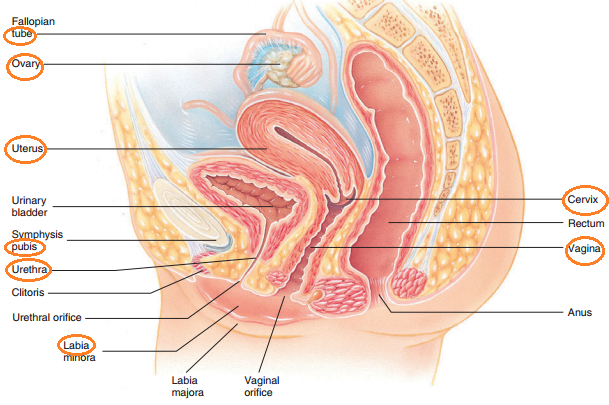 Fallopian
tube
Ovary
Uterus
Urinary
bladder
Symphysis
pubis
Urethra
Clitoris
Urethral orifice
Labia
minora
Labia
majora
Vaginal
orifice
Cervix
Rectum
Vagina
Anus